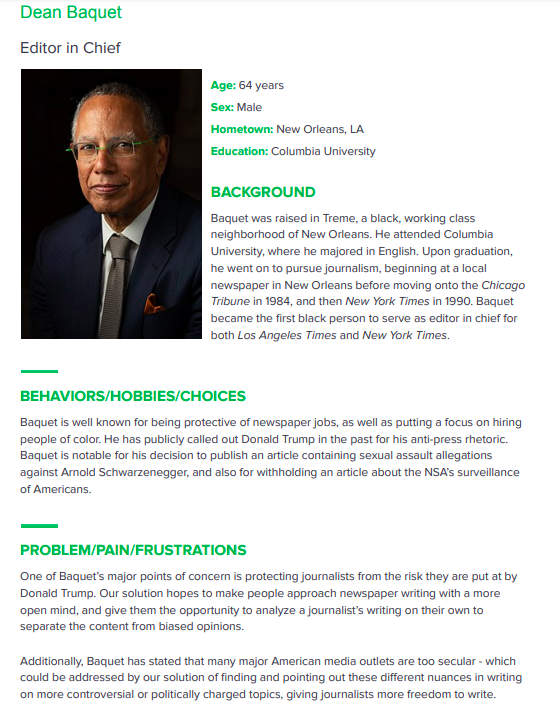 Dean Baquet
Editor in Chief
Age: 64 years
Sex: Male
Hometown: New Orleans, LA
Education: Columbia University
BACKGROUND
Baquet was raised in Treme, a black, working class
neighborhood of New Orleans. He attended Columbia
University, where he majored in English. Upon graduation,
he went on to pursue journalism, beginning at a local
newspaper in New Orleans before moving onto the Chicago
Tribune in 1984, and then New York Times in 1990. Baquet
became the first black person to serve as editor in chief for
both Los Angeles Times and New York Times.
BEHAVIORS/HOBBIES/CHOICES
Baquet is well known for being protective of newspaper jobs, as well as putting a focus on hiring
people of color. He has publicly called out Donald Trump in the past for his anti-press rhetoric.
Baquet is notable for his decision to publish an article containing sexual assault allegations
against Arnold Schwarzenegger, and also for withholding an article about the NSA's surveillance
of Americans.
PROBLEM/PAIN/FRUSTRATIONS
One of Baquet's major points of concern is protecting journalists from the risk they are put at by
Donald Trump. Our solution hopes to make people approach newspaper writing with a more
open mind, and give them the opportunity to analyze a journalist's writing on their own to
separate the content from biased opinions.
Additionally, Baquet has stated that many major American media outlets are too secular - which
could be addressed by our solution of finding and pointing out these different nuances in writing
on more controversial or politically charged topics, giving journalists more freedom to write.